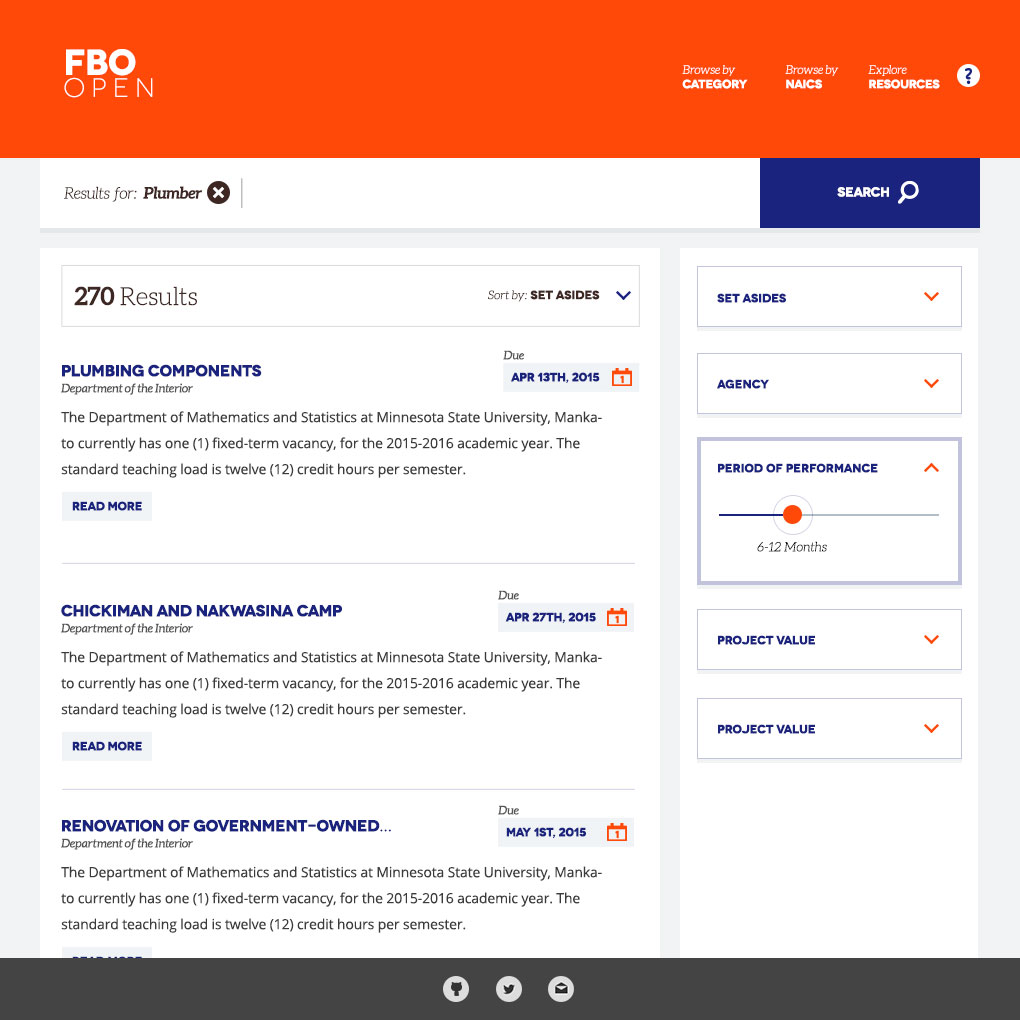 FBO
OPEN
Browse by
CATEGORY
Browse by
NAICS
Explore
RESOURCES
?
Results for: Plumber
SEARCH
270 Results
Sort by: SET ASIDES
PLUMBING COMPONENTS
Department of the Interior
Due
APR 13TH, 2015
1
The Department of Mathematics and Statistics at Minnesota State University, Manka-
to currently has one (1) fixed-term vacancy, for the 2015-2016 academic year. The
standard teaching load is twelve (12) credit hours per semester.
READ MORE
CHICKIMAN AND NAKWASINA CAMP
Department of the Interior
Due
APR 27TH, 2015
1
The Department of Mathematics and Statistics at Minnesota State University, Manka-
to currently has one (1) fixed-term vacancy, for the 2015-2016 academic year. The
standard teaching load is twelve (12) credit hours per semester.
READ MORE
RENOVATION OF GOVERNMENT-OWNED...
Department of the Interior
Due
MAY 1ST, 2015
1
The Department of Mathematics and Statistics at Minnesota State University, Manka-
to currently has one (1) fixed-term vacancy, for the 2015-2016 academic year. The
standard teaching load is twelve (12) credit hours per semester.
SET ASIDES
AGENCY
PERIOD OF PERFORMANCE
6-12 Months
PROJECT VALUE
PROJECT VALUE